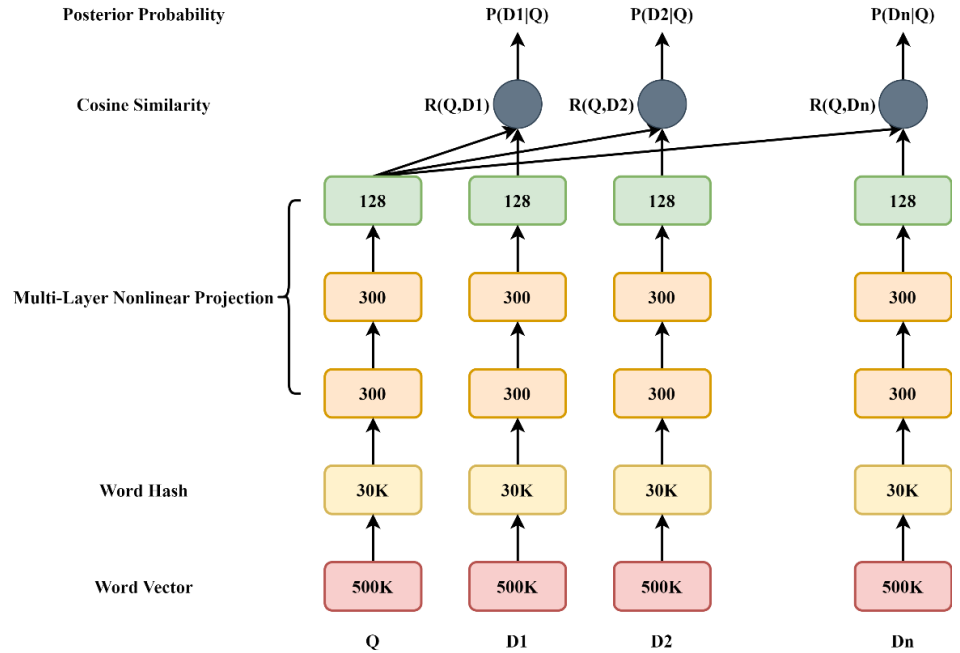 Posterior Probability P(D1|Q) P(D2|Q) P(Dn|Q)
Cosine Similarity R(Q,D1) R(Q,D2) R(Q,Dn)
128 128 128 128
Multi-Layer Nonlinear Projection 300 300 300 300
300 300 300 300
Word Hash 30K 30K 30K 30K
Word Vector 500K 500K 500K 500K
Q D1 D2 Dn